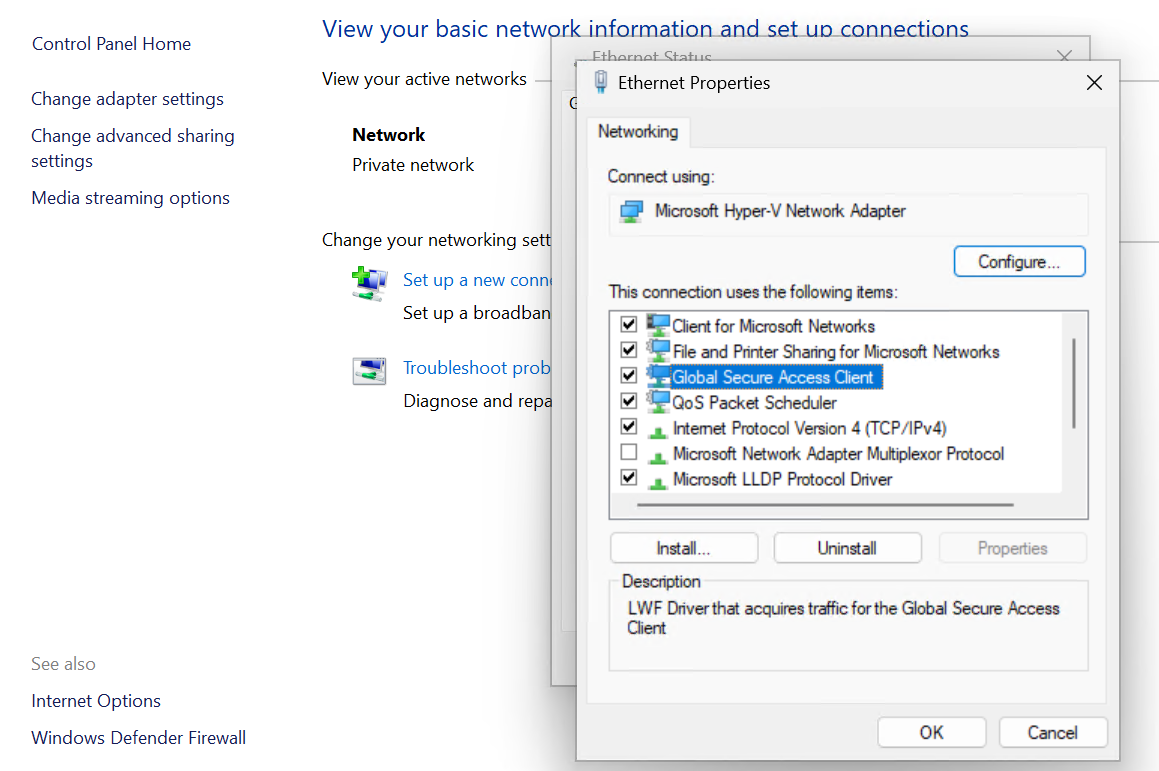 Control Panel Home
Change adapter settings
Change advanced sharing
settings
Media streaming options
See also
Internet Options
Windows Defender Firewall
View your basic network information and set up connections
View your active networks
Network
Private network
Change your networking sett
Set up a new conne
Set up a broadban
Troubleshoot prob
Diagnose and repa
Ethernet Status
G
Ethernet Properties
Networking
Connect using:
Microsoft Hyper-V Network Adapter
Configure...
This connection uses the following items:
Client for Microsoft Networks
File and Printer Sharing for Microsoft Networks
Global Secure Access Client
QoS Packet Scheduler
Internet Protocol Version 4 (TCP/IPv4)
Microsoft Network Adapter Multiplexor Protocol
Microsoft LLDP Protocol Driver
Install...
Uninstall
Properties
Description
LWF Driver that acquires traffic for the Global Secure Access
Client
OK
Cancel